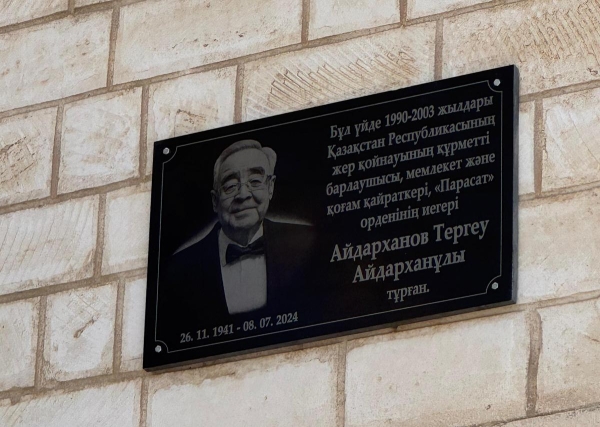 Бұл үйде 1990-2003 жылдары
Қазақстан Республикасының
жер қойнауының құрметті
барлаушысы, мемлекет және
қоғам қайраткері, «Парасат»
орденінің иегері
Айдарханов Тергеу
Айдарханұлы
тұрған.
26. 11. 1941 - 08. 07. 2024